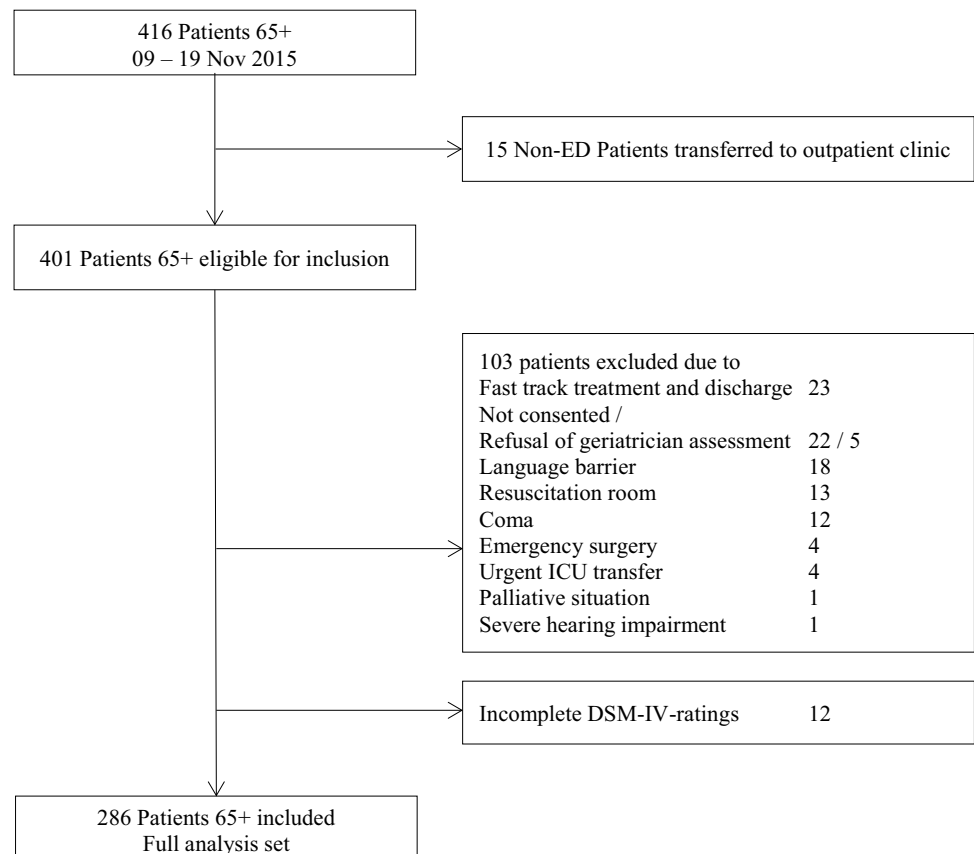 416 Patients 65+
09 – 19 Nov 2015
15 Non-ED Patients transferred to outpatient clinic
401 Patients 65+ eligible for inclusion
103 patients excluded due to
Fast track treatment and discharge 23
Not consented /
Refusal of geriatrician assessment 22 / 5
Language barrier 18
Resuscitation room 13
Coma 12
Emergency surgery 4
Urgent ICU transfer 4
Palliative situation 1
Severe hearing impairment 1
Incomplete DSM-IV-ratings 12
286 Patients 65+ included
Full analysis set